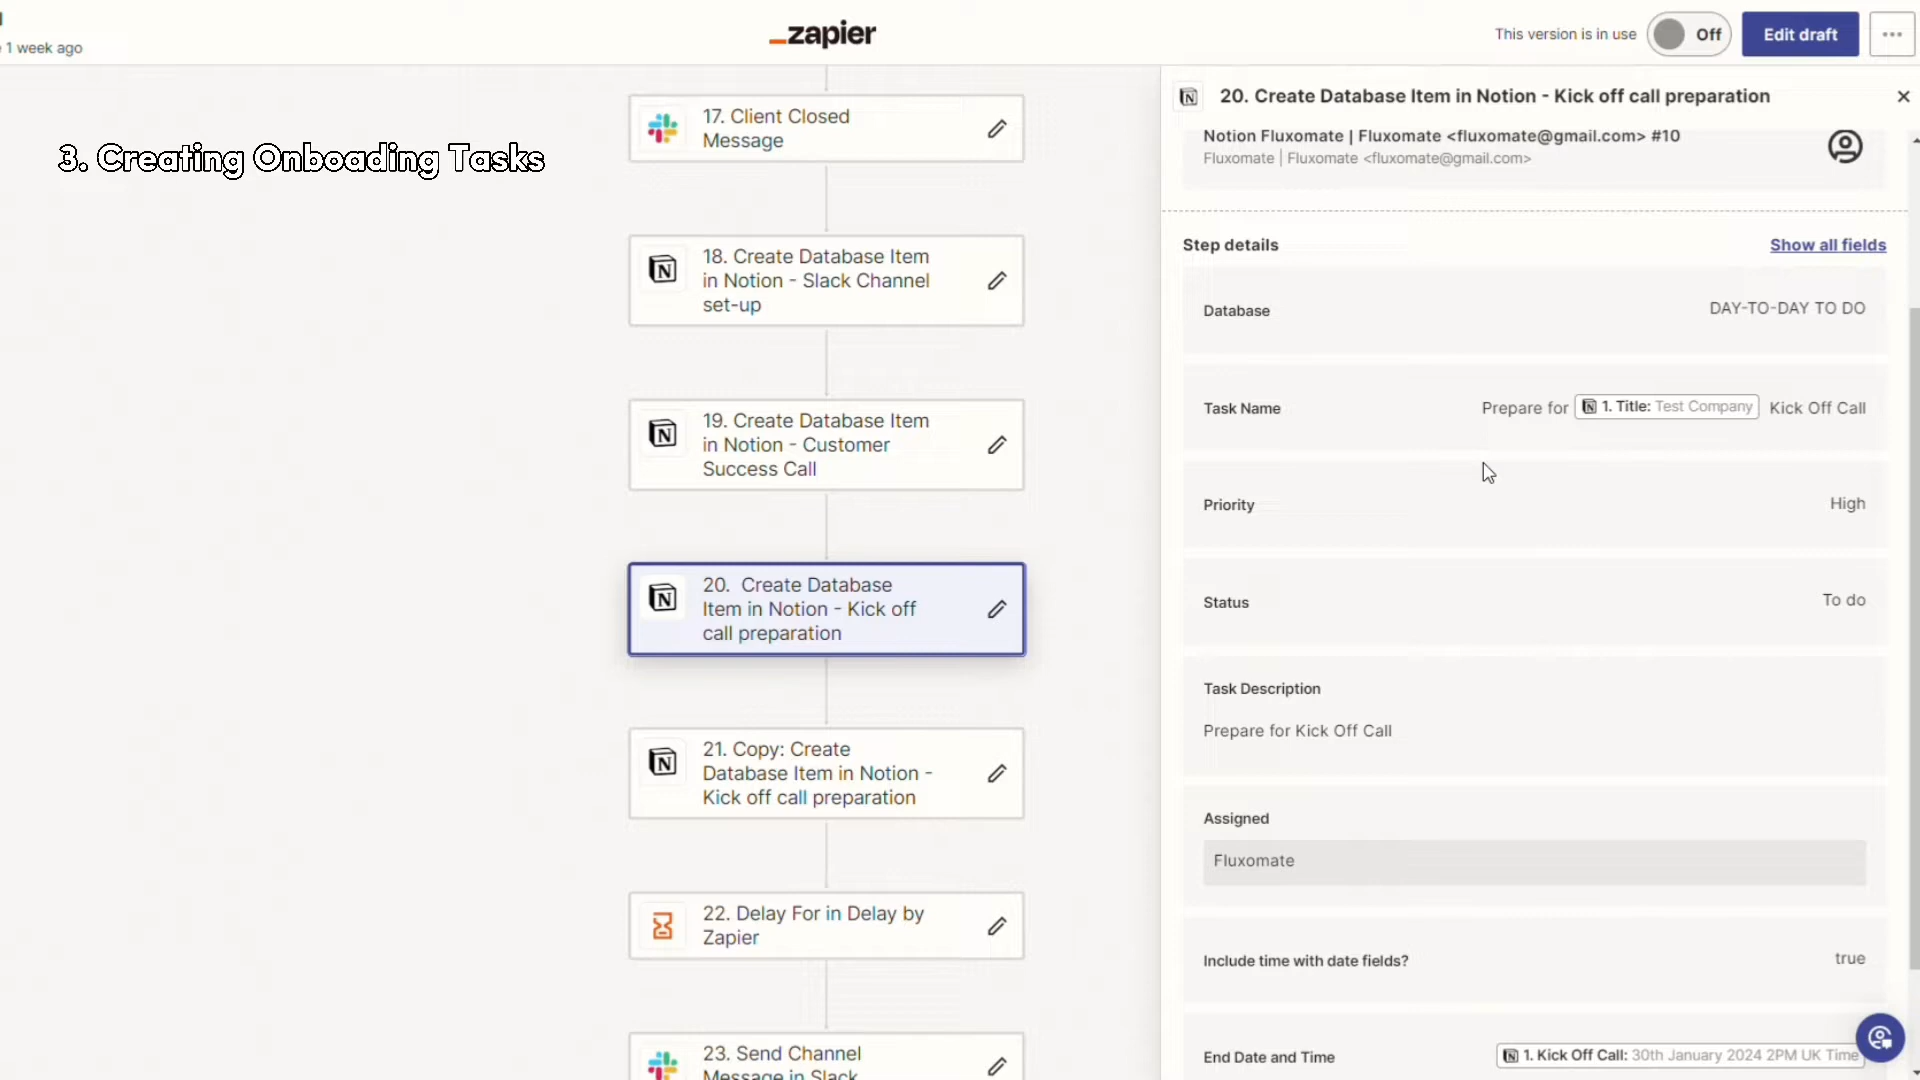 1 week ago
zapier
This version is in use
Off
Edit draft
3. Creating Onboading Tasks
17. Client Closed
Message
18. Create Database Item
in Notion - Slack Channel
set-up
19. Create Database Item
in Notion - Customer
Success Call
20. Create Database
Item in Notion - Kick off
call preparation
21. Copy: Create
Database Item in Notion -
Kick off call preparation
22. Delay For in Delay by
Zapier
23. Send Channel
Message in Slack
20. Create Database Item in Notion - Kick off call preparation
Notion Fluxomate | Fluxomate <fluxomate@gmail.com> #10
Fluxomate | Fluxomate <fluxomate@gmail.com>
Step details
Show all fields
Database
DAY-TO-DAY TO DO
Task Name
Prepare for 1. Title: Test Company Kick Off Call
Priority
High
Status
To do
Task Description
Prepare for Kick Off Call
Assigned
Fluxomate
Include time with date fields?
true
End Date and Time
1. Kick Off Call: 30th January 2024 2PM UK Time